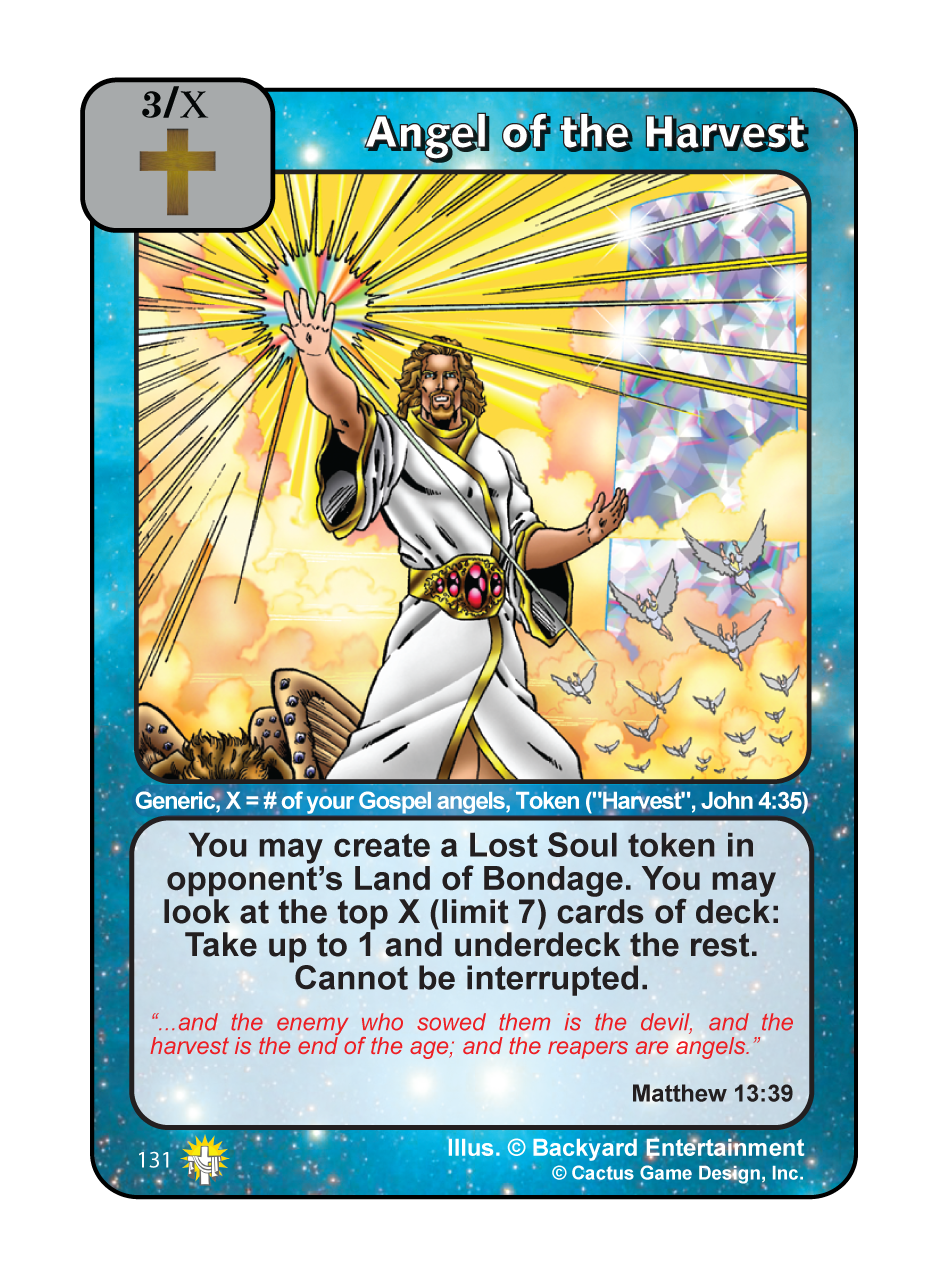 3/X
Angel of the Harvest
Generic, X = # of your Gospel angels, Token ("Harvest", John 4:35)
You may create a Lost Soul token in
opponent’s Land of Bondage. You may
look at the top X (limit 7) cards of deck:
Take up to 1 and underdeck the rest.
Cannot be interrupted.
“...and the enemy who sowed them is the devil, and the
harvest is the end of the age; and the reapers are angels.”
Matthew 13:39
131
Illus. © Backyard Entertainment
© Cactus Game Design, Inc.